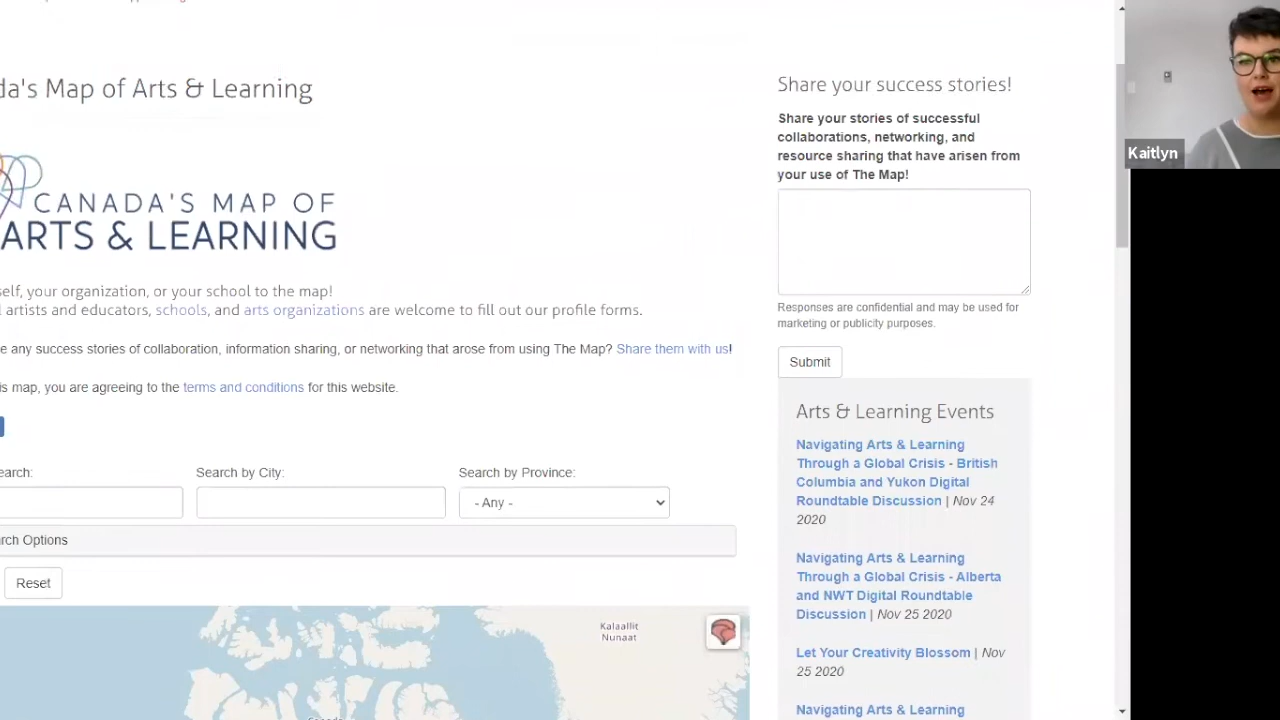 da's Map of Arts & Learning
CANADA'S MAP OF
ARTS & LEARNING
self, your organization, or your school to the map!
artists and educators, schools, and arts organizations are welcome to fill out our profile forms.
e any success stories of collaboration, information sharing, or networking that arose from using The Map? Share them with us!
is map, you are agreeing to the terms and conditions for this website.
earch:
Search by City:
Search by Province:
- Any -
rch Options
Reset
Kalaallit
Nunaat
Share your success stories!
Share your stories of successful
collaborations, networking, and
resource sharing that have arisen from
your use of The Map!
Responses are confidential and may be used for
marketing or publicity purposes.
Submit
Arts & Learning Events
Navigating Arts & Learning
Through a Global Crisis - British
Columbia and Yukon Digital
Roundtable Discussion | Nov 24
2020
Navigating Arts & Learning
Through a Global Crisis - Alberta
and NWT Digital Roundtable
Discussion | Nov 25 2020
Let Your Creativity Blossom | Nov
25 2020
Navigating Arts & Learning
Kaitlyn